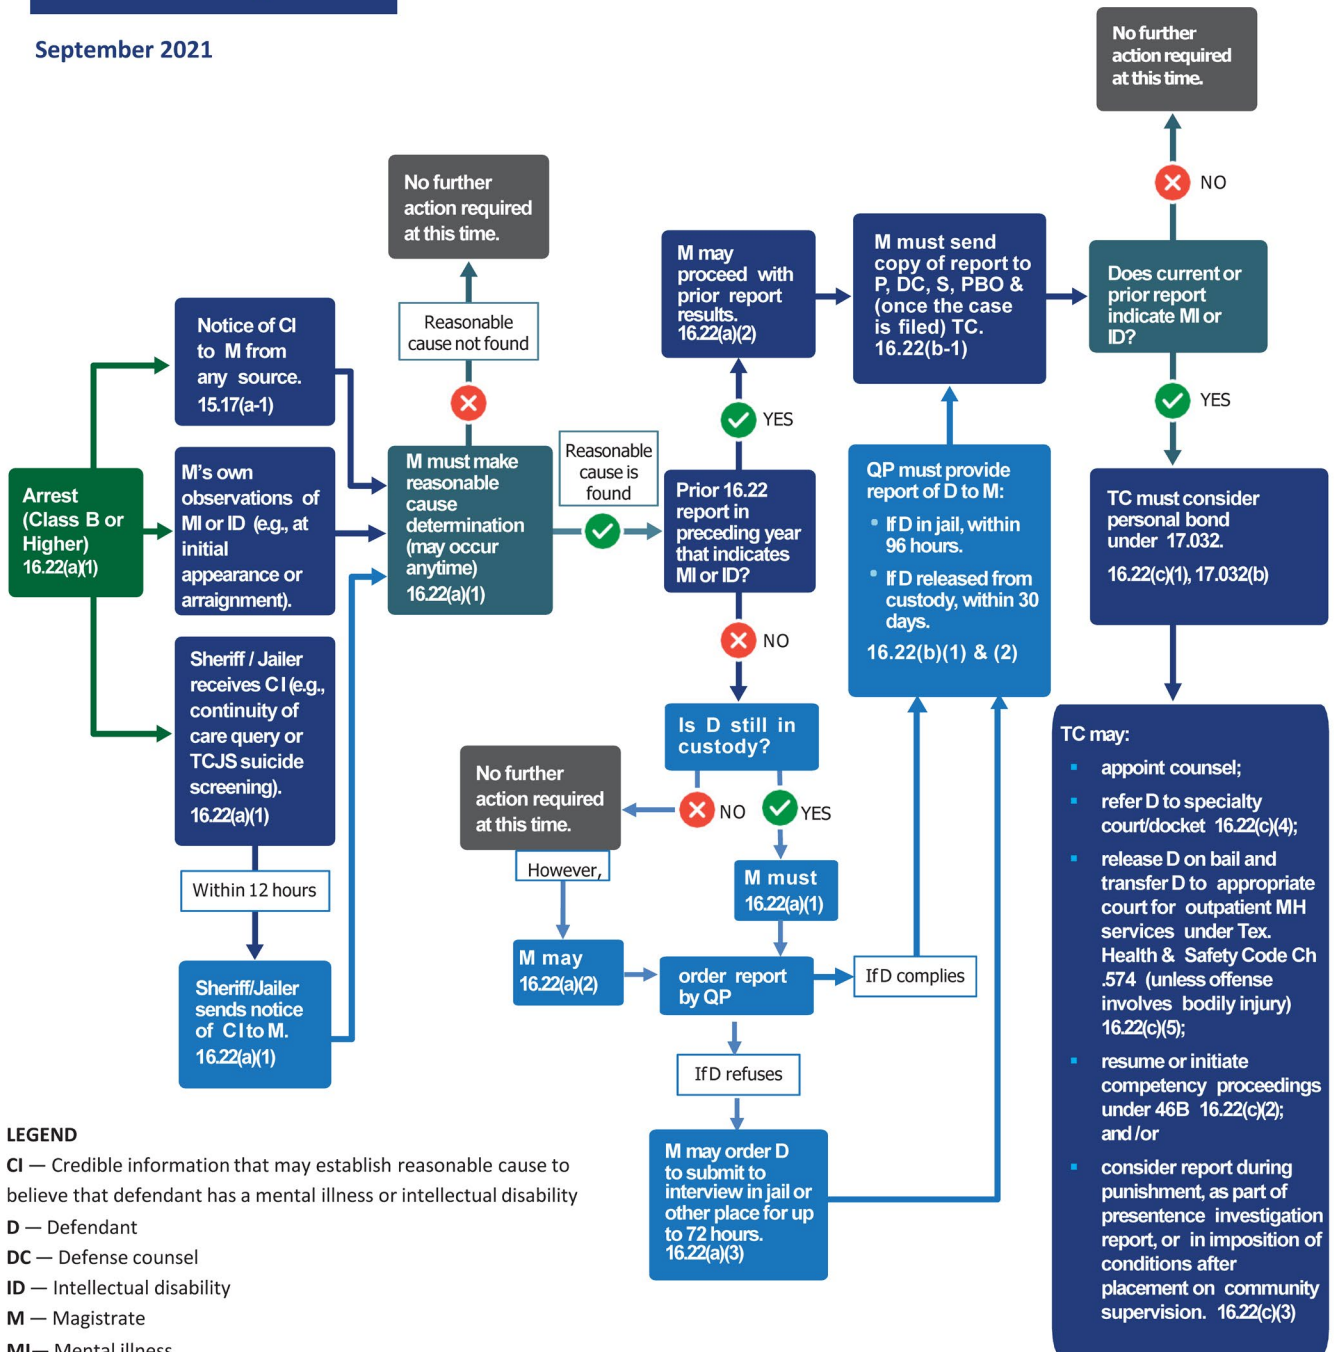 September 2021
No further
action required
at this time.
NO
No further
action required
at this time.
Reasonable
cause not found
Notice of CI
to M from
any source.
15.17(a-1)
M may
proceed with
prior report
results.
16.22(a)(2)
M must send
copy of report to
P, DC, S, PBO &
(once the case
is filed) TC.
16.22(b-1)
Does current or
prior report
indicate MI or
ID?
YES
YES
Arrest
(Class B or
Higher)
16.22(a)(1)
M's own
observations of
MI or ID (e.g., at
initial
appearance or
arraignment).
M must make
reasonable
cause
determination
(may occur
anytime)
16.22(a)(1)
Reasonable
cause is
found
Prior 16.22
report in
preceding year
that indicates
MI or ID?
NO
QP must provide
report of D to M:
• If D in jail, within
96 hours.
• If D released from
custody, within 30
days.
16.22(b)(1) & (2)
TC must consider
personal bond
under 17.032.
16.22(c)(1), 17.032(b)
Sheriff / Jailer
receives CI (e.g.,
continuity of
care query or
TCJS suicide
screening).
16.22(a)(1)
Within 12 hours
Sheriff/Jailer
sends notice
of CI to M.
16.22(a)(1)
Is D still in
custody?
NO
YES
No further
action required
at this time.
However,
M may
16.22(a)(2)
M must
16.22(a)(1)
order report
by QP
If D complies
If D refuses
M may order D
to submit to
interview in jail or
other place for up
to 72 hours.
16.22(a)(3)
TC may:
▪ appoint counsel;
▪ refer D to specialty
court/docket 16.22(c)(4);
▪ release D on bail and
transfer D to appropriate
court for outpatient MH
services under Tex.
Health & Safety Code Ch
.574 (unless offense
involves bodily injury)
16.22(c)(5);
▪ resume or initiate
competency proceedings
under 46B 16.22(c)(2);
and /or
▪ consider report during
punishment, as part of
presentence investigation
report, or in imposition of
conditions after
placement on community
supervision. 16.22(c)(3)
LEGEND
CI — Credible information that may establish reasonable cause to
believe that defendant has a mental illness or intellectual disability
D — Defendant
DC — Defense counsel
ID — Intellectual disability
M — Magistrate
MI— Mental illness